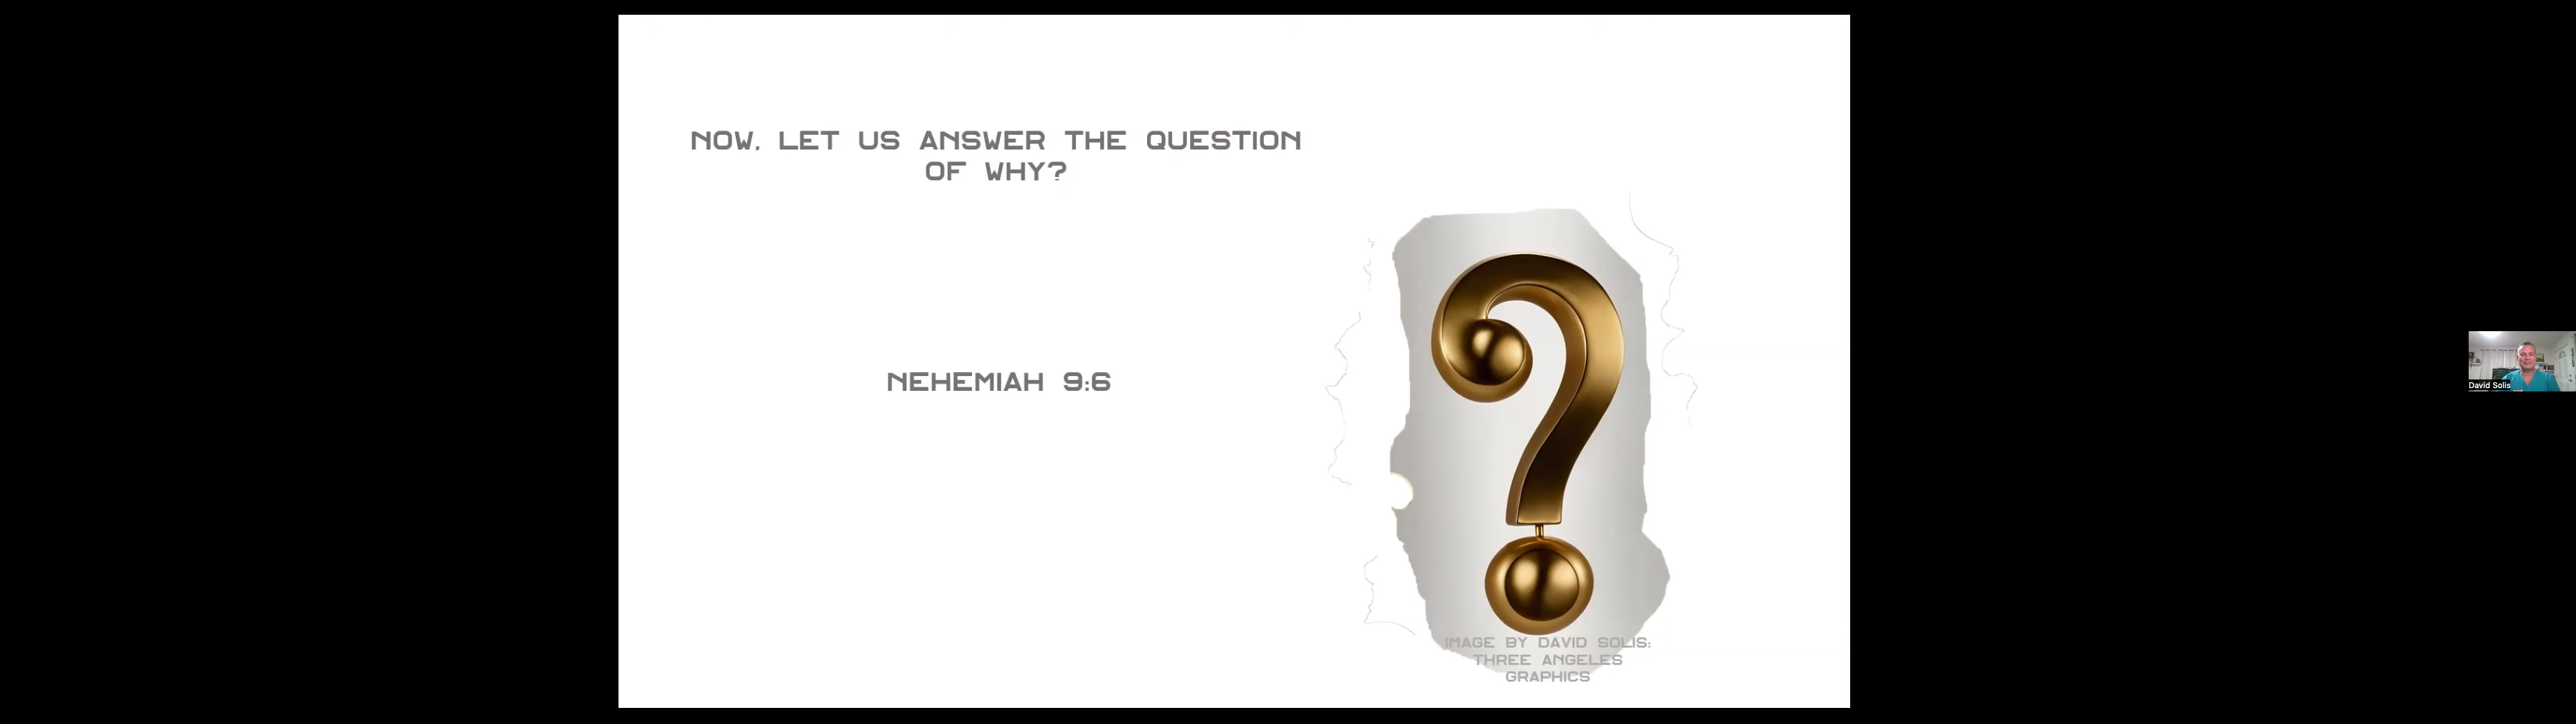 NOW, LET US ANSWER THE QUESTION
OF WHY?
NEHEMIAH 9:6
IMAGE BY DAVID SOLIS:
THREE ANGELES
GRAPHICS
David Solis